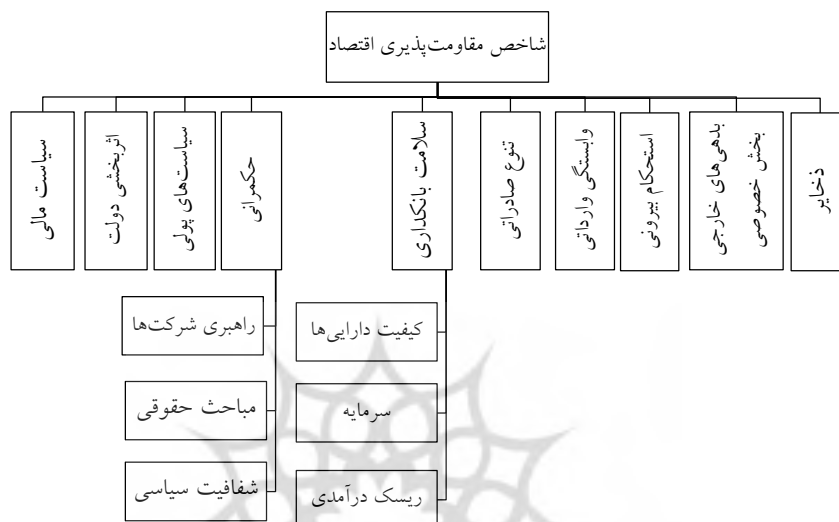 شاخص مقاومت‌پذیری اقتصاد
ذخایر
بدهی‌های خارجی
بخش خصوصی
استحکام بیرونی
وابستگی وارداتی
تنوع صادراتی
سلامت بانکداری
حکمرانی
سیاست‌های پولی
اثربخشی دولت
سیاست مالی
کیفیت دارایی‌ها
سرمایه
ریسک درآمدی
راهبری شرکت‌ها
مباحث حقوقی
شفافیت سیاسی